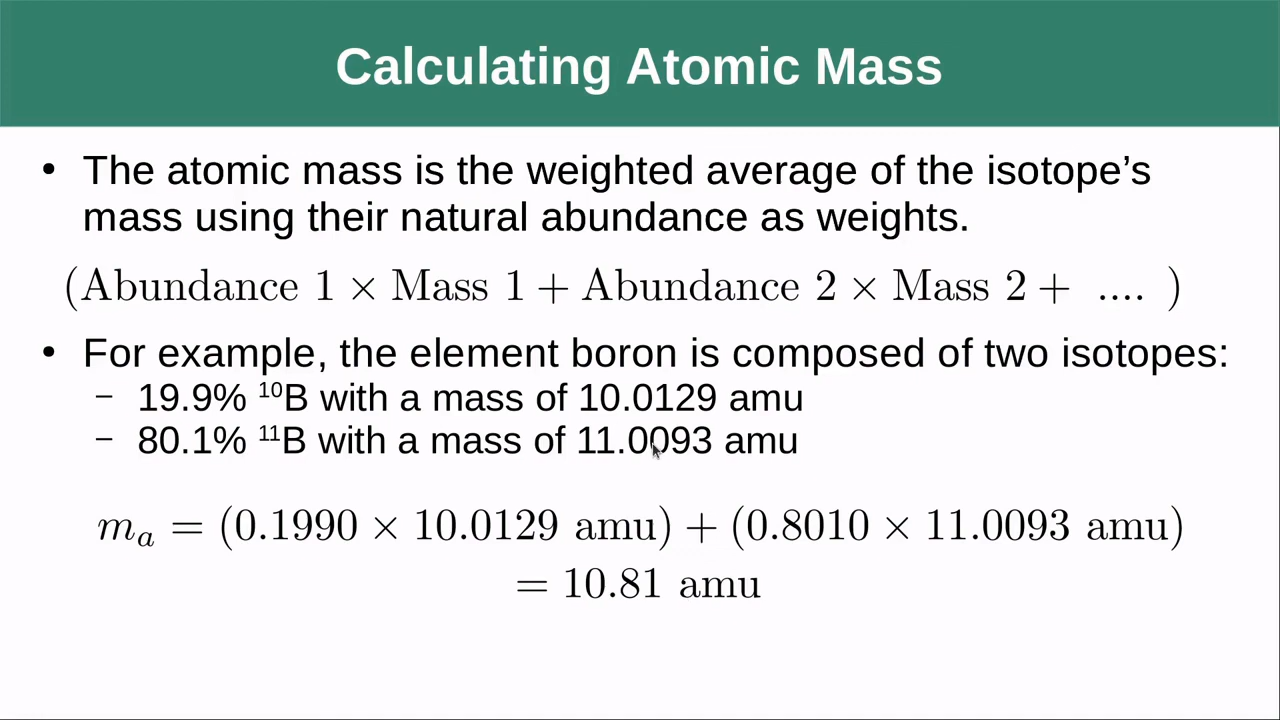 Calculating Atomic Mass
• The atomic mass is the weighted average of the isotope’s
mass using their natural abundance as weights.
(Abundance 1 × Mass 1 + Abundance 2 × Mass 2 + .... )
• For example, the element boron is composed of two isotopes:
– 19.9% ¹⁰B with a mass of 10.0129 amu
– 80.1% ¹¹B with a mass of 11.0093 amu
mₐ = (0.1990 × 10.0129 amu) + (0.8010 × 11.0093 amu)
= 10.81 amu